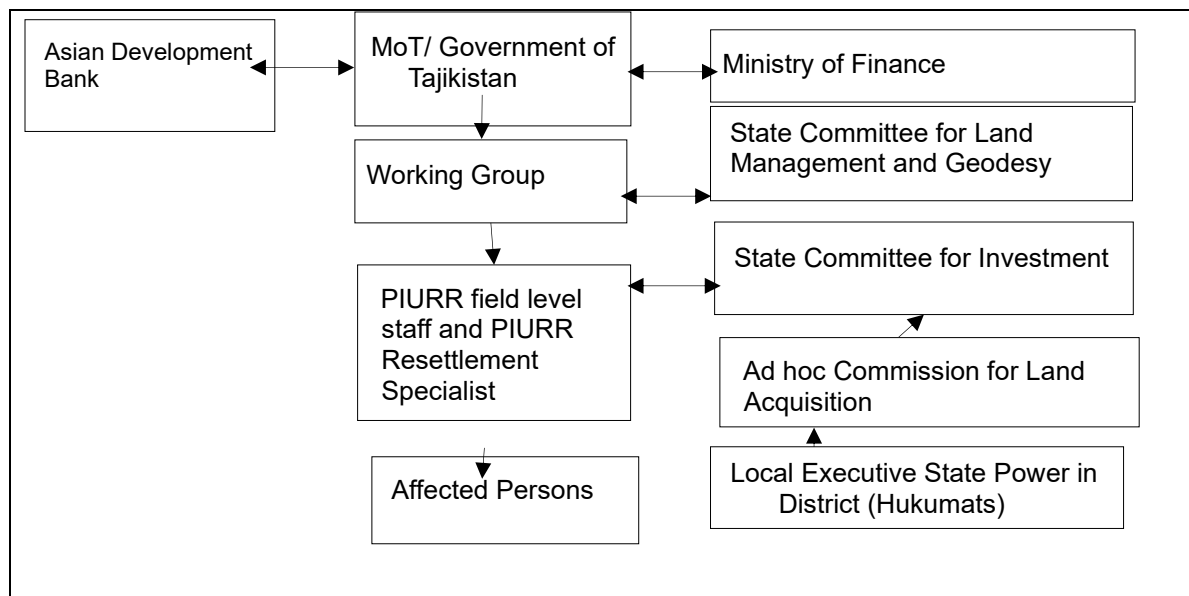 Asian Development
Bank
MoT/ Government of
Tajikistan
Ministry of Finance
State Committee for Land
Management and Geodesy
Working Group
State Committee for Investment
PIURR field level
staff and PIURR
Resettlement
Specialist
Ad hoc Commission for Land
Acquisition
Affected Persons
Local Executive State Power in
District (Hukumats)